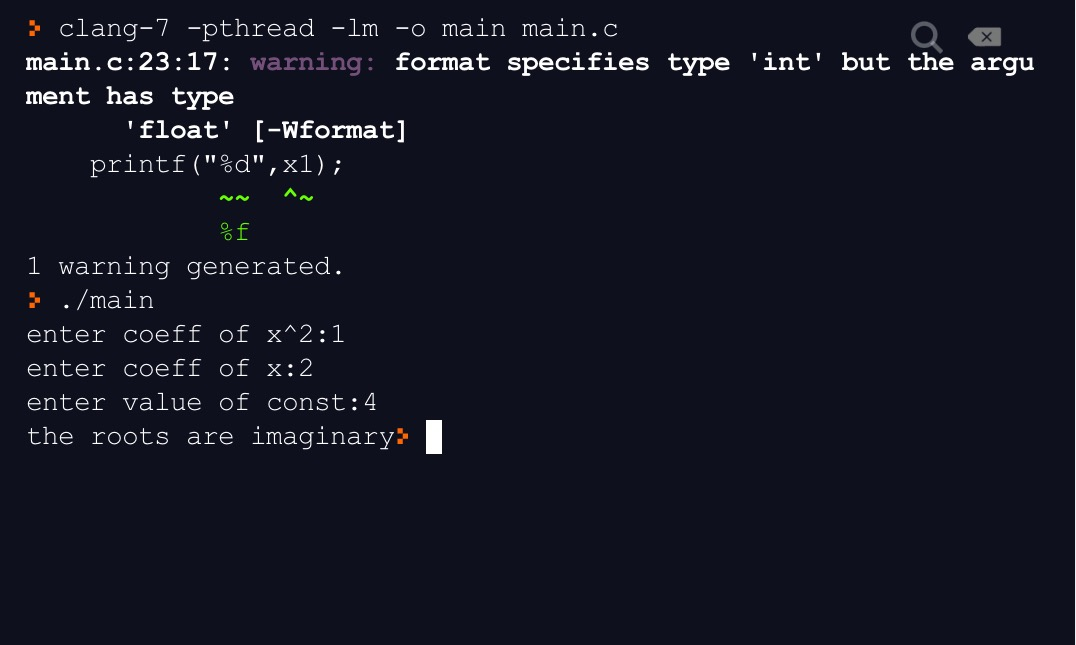 clang-7 -pthread -lm -o main main.c
main.c:23:17: warning: format specifies type 'int' but the argu
ment has type
      'float' [-Wformat]
    printf("%d",x1);
            ~~  ^~
            %f
1 warning generated.
./main
enter coeff of x^2:1
enter coeff of x:2
enter value of const:4
the roots are imaginary